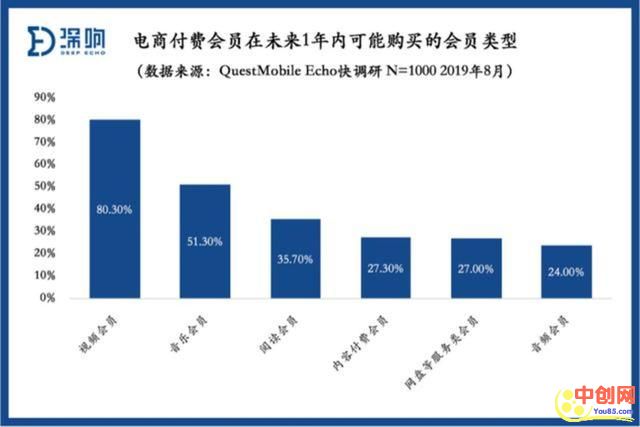 深响
DEEP ECHO
电商付费会员在未来1年内可能购买的会员类型
(数据来源：QuestMobile Echo快调研 N=1000 2019年8月)
90%
80%
70%
60%
50%
40%
30%
20%
10%
0%
80.30%
51.30%
35.70%
27.30%
27.00%
24.00%
视频会员
音乐会员
阅读会员
内容付费会员
网盘等服务类会员
音频会员
中创网
You85.com